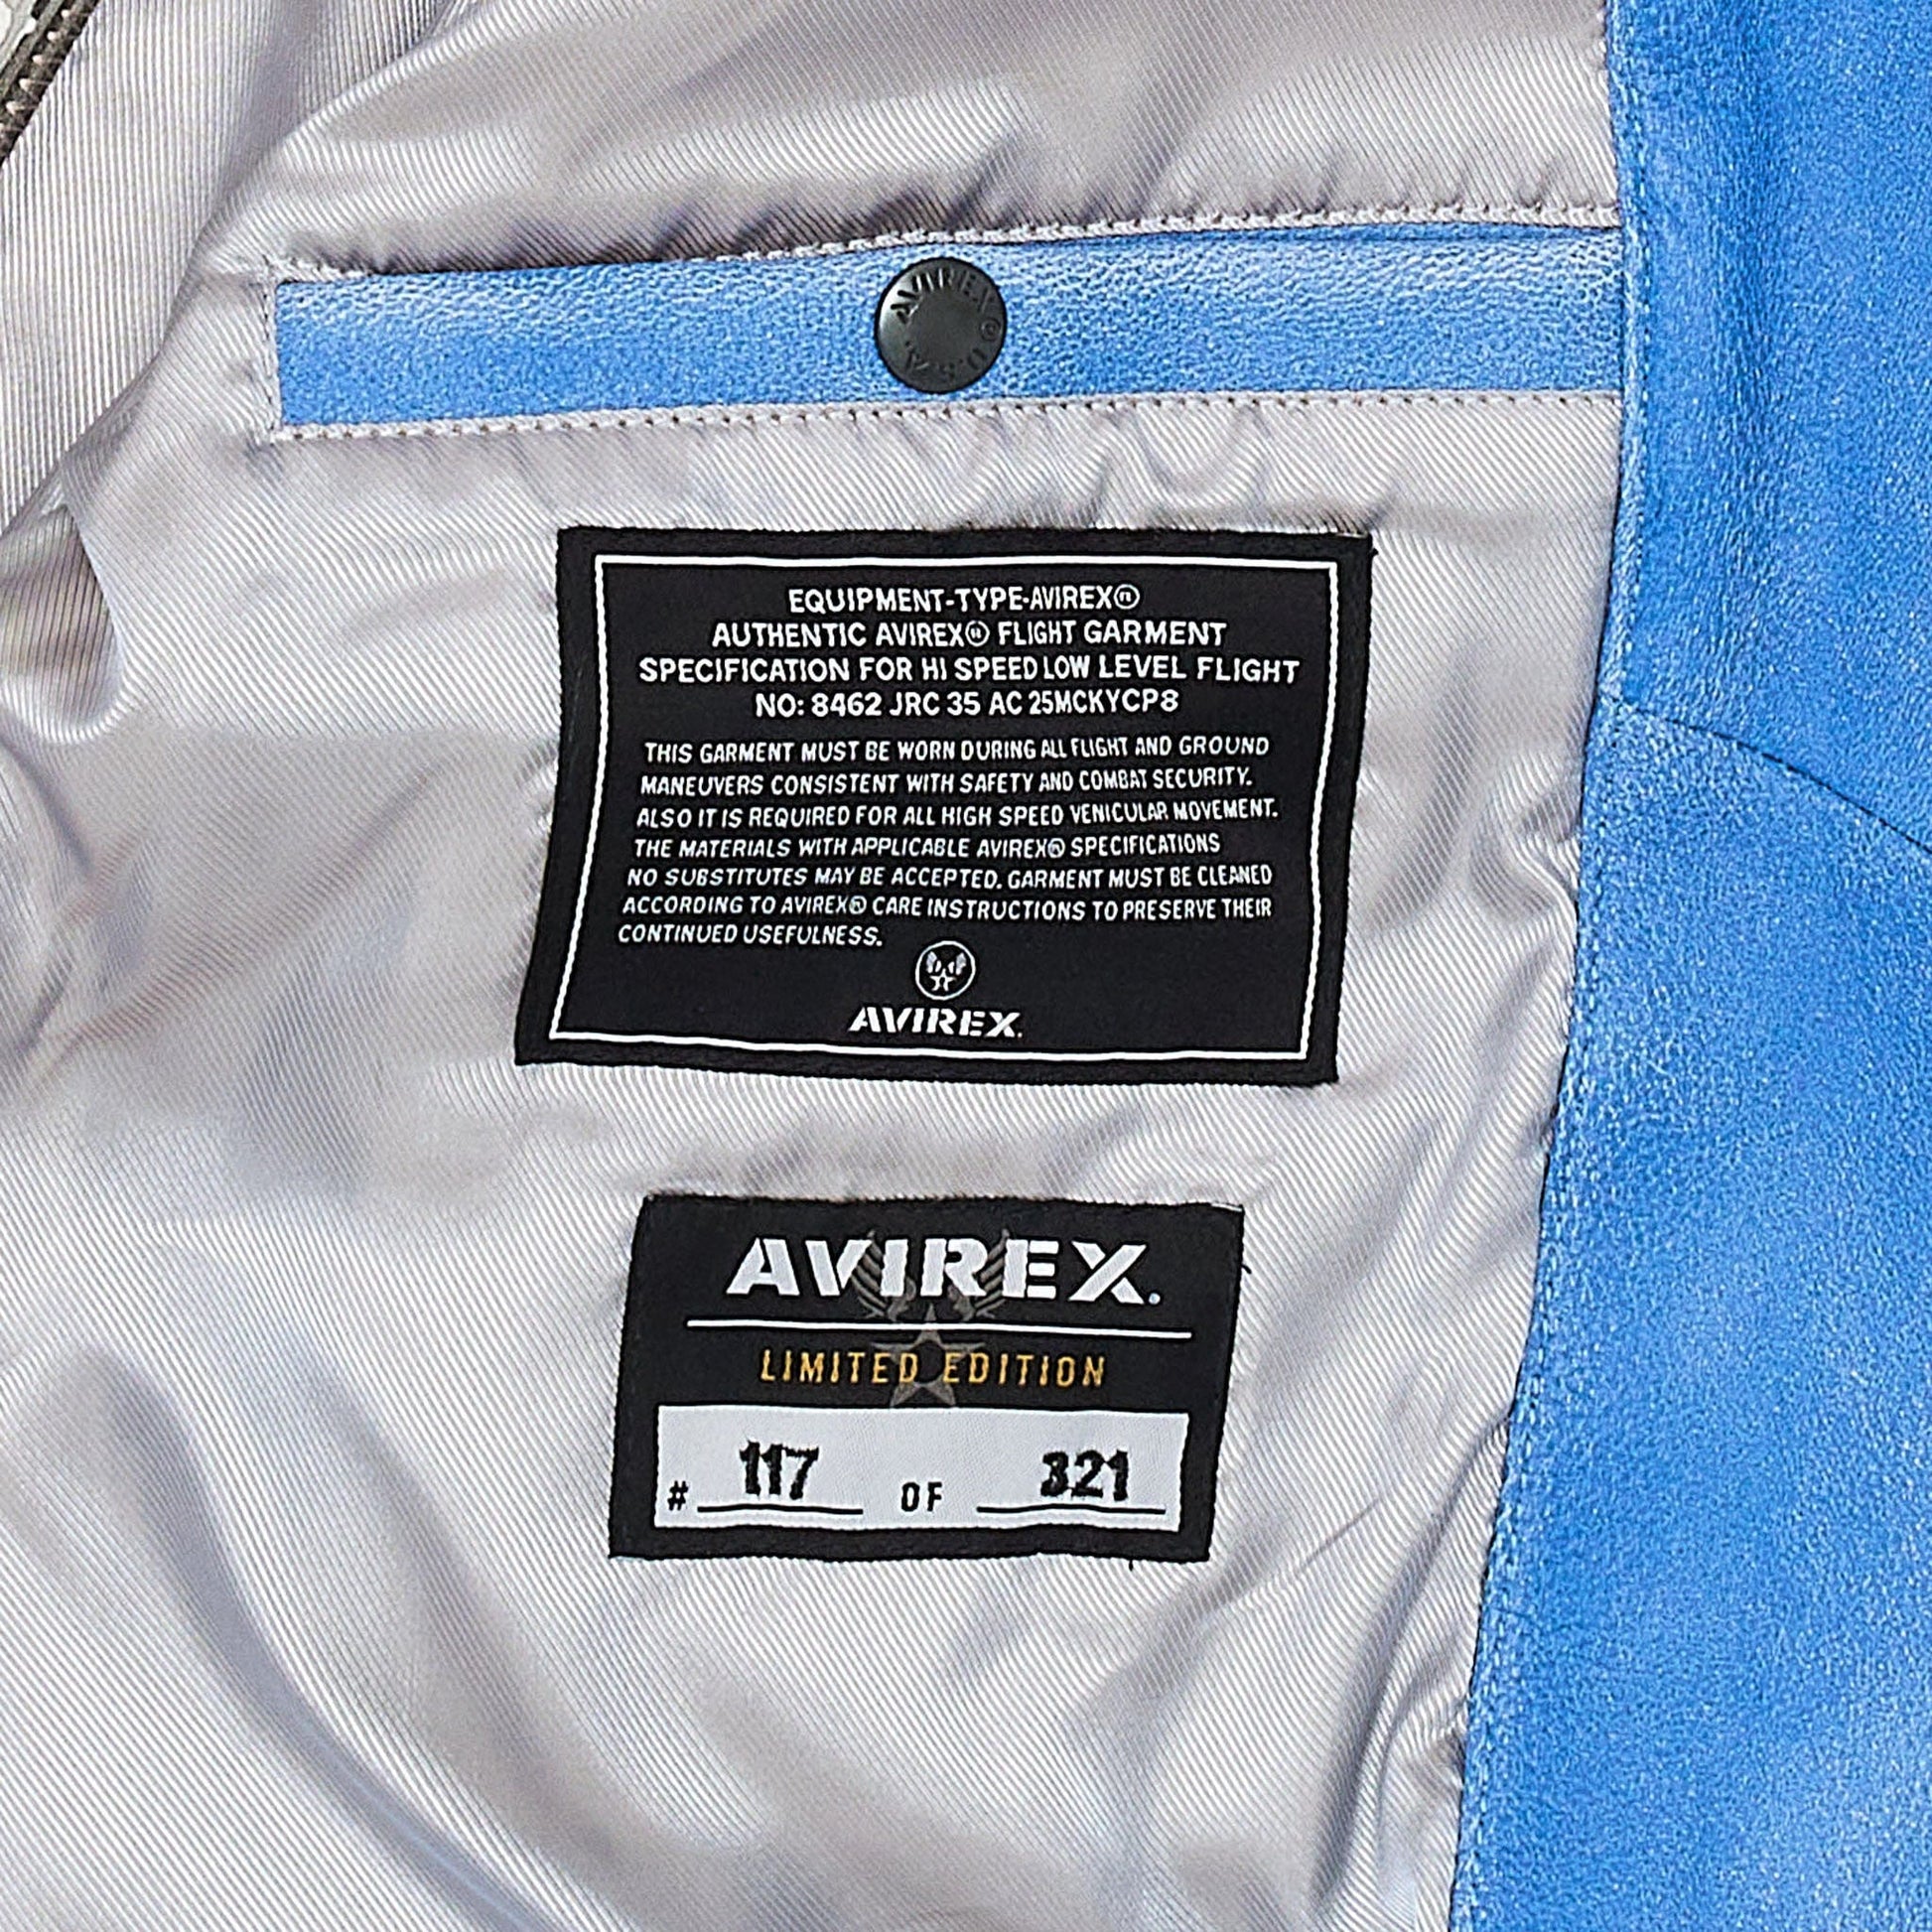 AVIREX® U.S.A.
EQUIPMENT-TYPE-AVIREX®
AUTHENTIC AVIREX® FLIGHT GARMENT
SPECIFICATION FOR HI SPEED LOW LEVEL FLIGHT
NO: 8462 JRC 35 AC 25MCKYCP8
THIS GARMENT MUST BE WORN DURING ALL FLIGHT AND GROUND
MANEUVERS CONSISTENT WITH SAFETY AND COMBAT SECURITY.
ALSO IT IS REQUIRED FOR ALL HIGH SPEED VENICULAR MOVEMENT.
THE MATERIALS WITH APPLICABLE AVIREX® SPECIFICATIONS
NO SUBSTITUTES MAY BE ACCEPTED. GARMENT MUST BE CLEANED
ACCORDING TO AVIREX® CARE INSTRUCTIONS TO PRESERVE THEIR
CONTINUED USEFULNESS.
AVIREX.
AVIREX.
LIMITED EDITION
# 117 OF 321